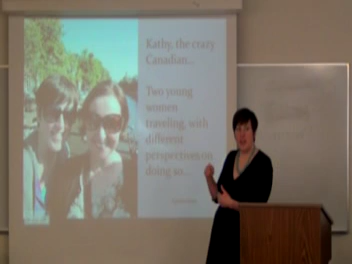 Kathy, the crazy
Canadian...
Two young
women
traveling, with
different
perspectives on
doing so...